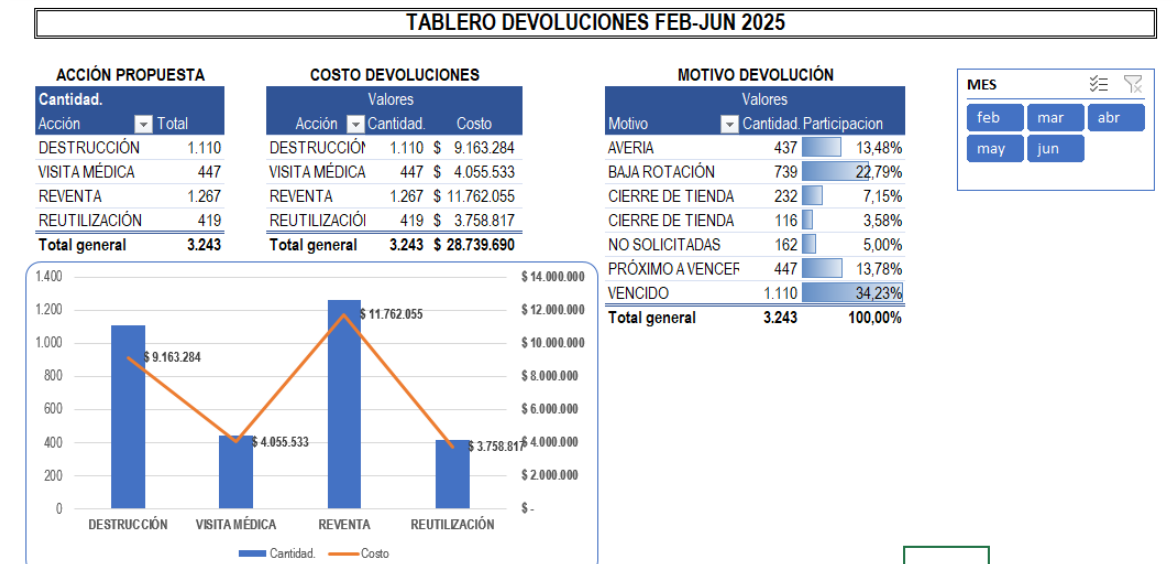 TABLERO DEVOLUCIONES FEB-JUN 2025
ACCIÓN PROPUESTA
Cantidad.
Acción Total
DESTRUCCIÓN 1.110
VISITA MÉDICA 447
REVENTA 1.267
REUTILIZACIÓN 419
Total general 3.243
COSTO DEVOLUCIONES
Valores
Acción Cantidad. Costo
DESTRUCCIÓN 1.110 $ 9.163.284
VISITA MÉDICA 447 $ 4.055.533
REVENTA 1.267 $ 11.762.055
REUTILIZACIÓ 419 $ 3.758.817
Total general 3.243 $ 28.739.690
MOTIVO DEVOLUCIÓN
Valores
Motivo Cantidad. Participacion
AVERIA 437 13,48%
BAJA ROTACIÓN 739 22,79%
CIERRE DE TIENDA 232 7,15%
CIERRE DE TIENDA 116 3,58%
NO SOLICITADAS 162 5,00%
PRÓXIMO A VENCER 447 13,78%
VENCIDO 1.110 34,23%
Total general 3.243 100,00%
MES
feb mar abr
may jun
1.400 $ 14.000.000
1.200 $ 12.000.000
1.000 $ 10.000.000
800 $ 8.000.000
600 $ 6.000.000
400 $ 4.000.000
200 $ 2.000.000
0 $ -
$ 9.163.284
$ 4.055.533
$ 11.762.055
$ 3.758.817
DESTRUCCIÓN VISITA MÉDICA REVENTA REUTILIZACIÓN
Cantidad. Costo